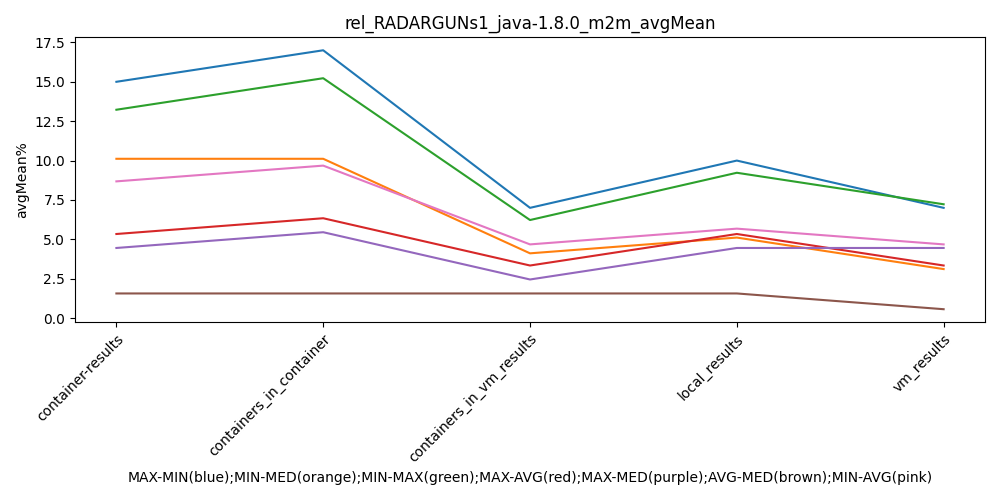 rel_RADARGUNs1_java-1.8.0_m2m_avgMean
17.5
15.0
12.5
10.0
7.5
5.0
2.5
0.0
avgMean%
container-results
containers_in_container
containers_in_vm_results
local_results
vm_results
MAX-MIN(blue);MIN-MED(orange);MIN-MAX(green);MAX-AVG(red);MAX-MED(purple);AVG-MED(brown);MIN-AVG(pink)